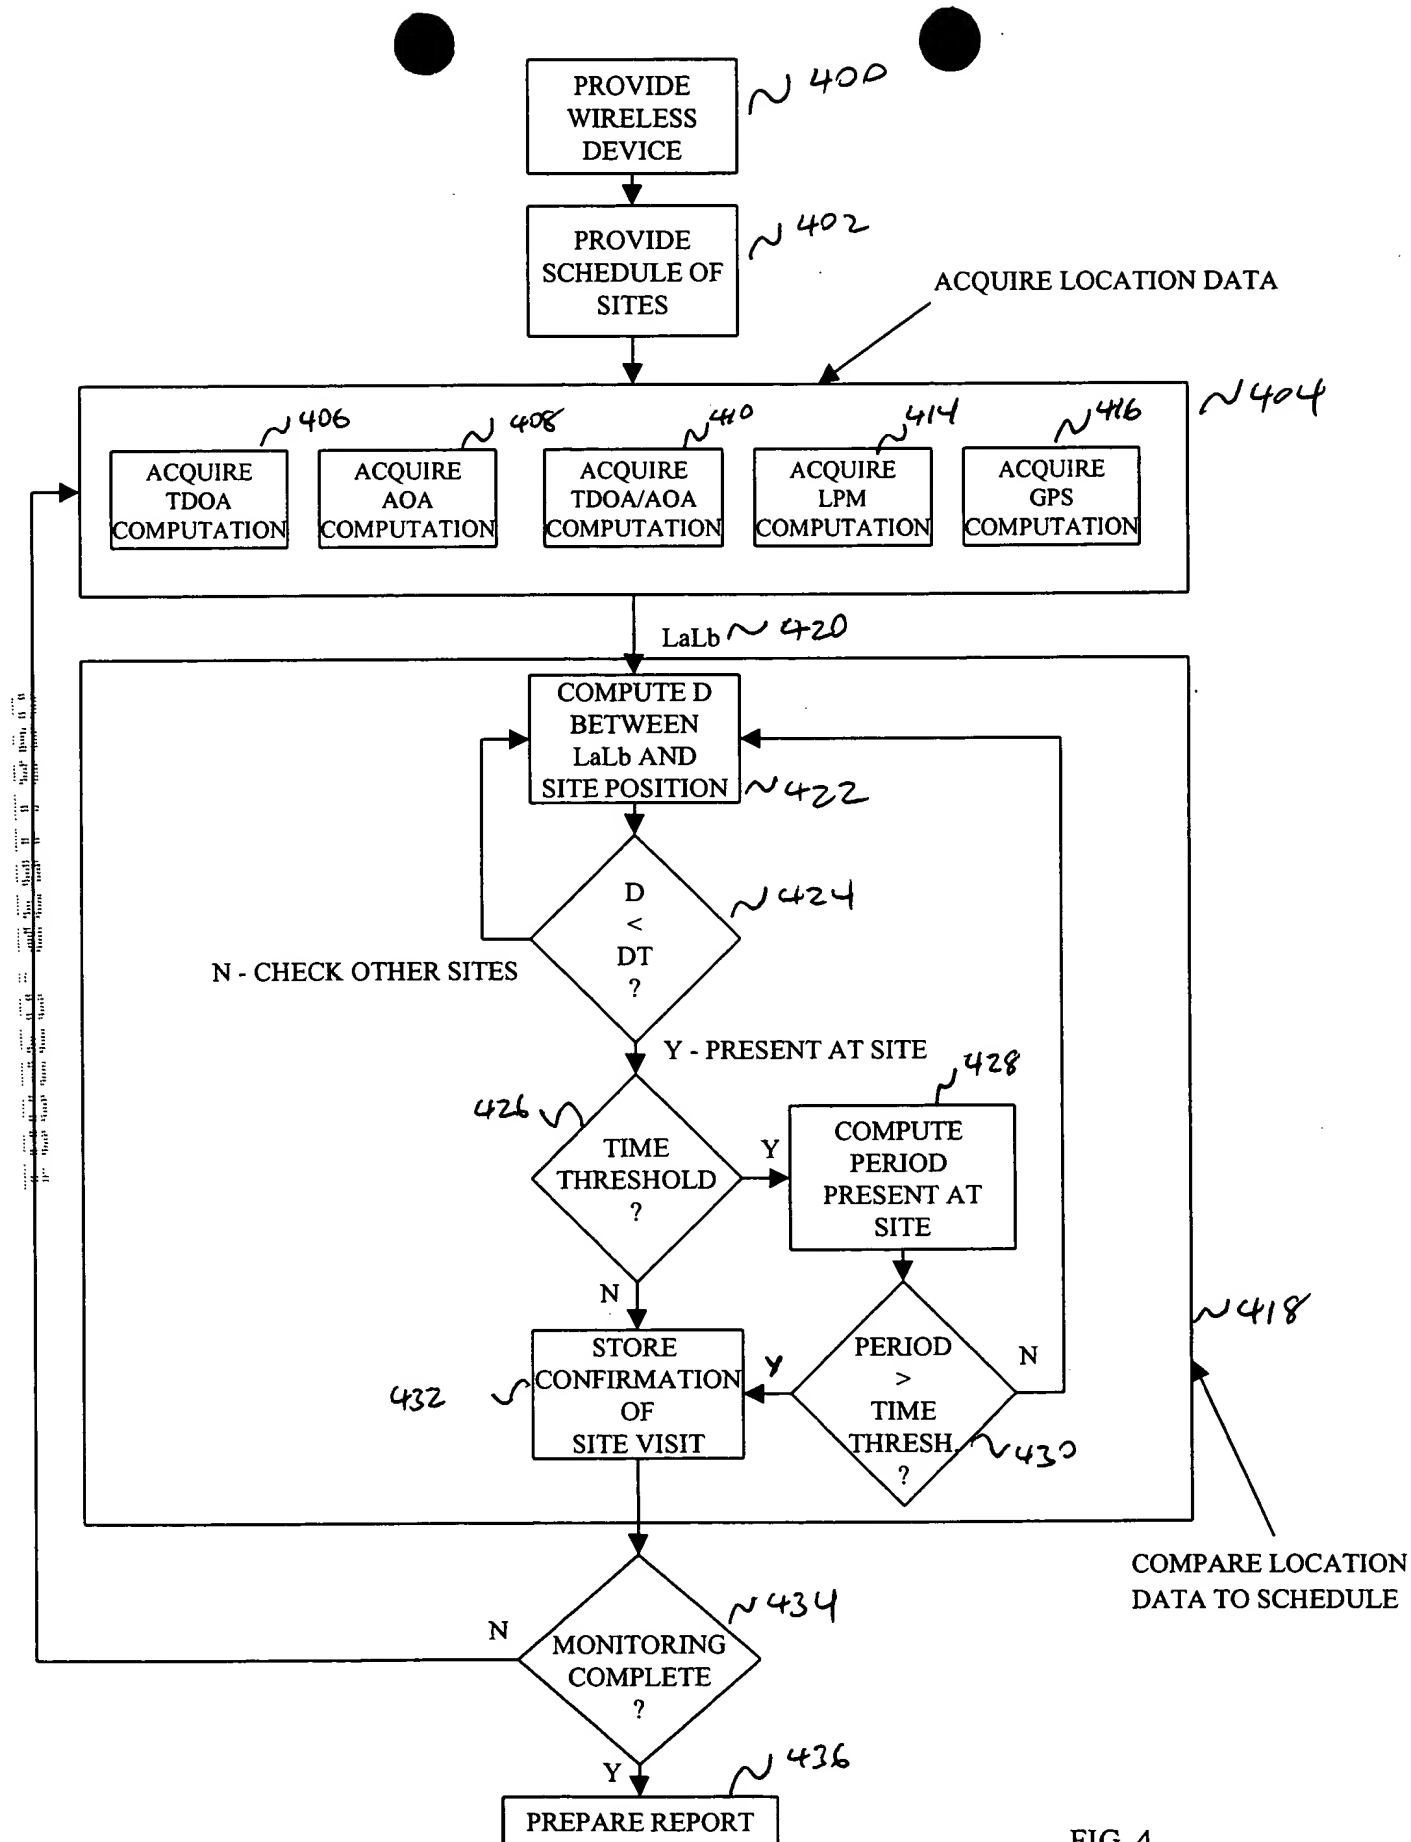 PROVIDE
WIRELESS
DEVICE
400
PROVIDE
SCHEDULE OF
SITES
402
ACQUIRE LOCATION DATA
404
406
ACQUIRE
TDOA
COMPUTATION
408
ACQUIRE
AOA
COMPUTATION
410
ACQUIRE
TDOA/AOA
COMPUTATION
414
ACQUIRE
LPM
COMPUTATION
416
ACQUIRE
GPS
COMPUTATION
LaLb 420
COMPUTE D
BETWEEN
LaLb AND
SITE POSITION
422
D
<
DT
?
424
N - CHECK OTHER SITES
Y - PRESENT AT SITE
426
TIME
THRESHOLD
?
Y
428
COMPUTE
PERIOD
PRESENT AT
SITE
N
418
STORE
CONFIRMATION
OF
SITE VISIT
432
Y
PERIOD
>
TIME
THRESH.
?
430
N
COMPARE LOCATION
DATA TO SCHEDULE
434
N
MONITORING
COMPLETE
?
Y
436
PREPARE REPORT
FIG. 4